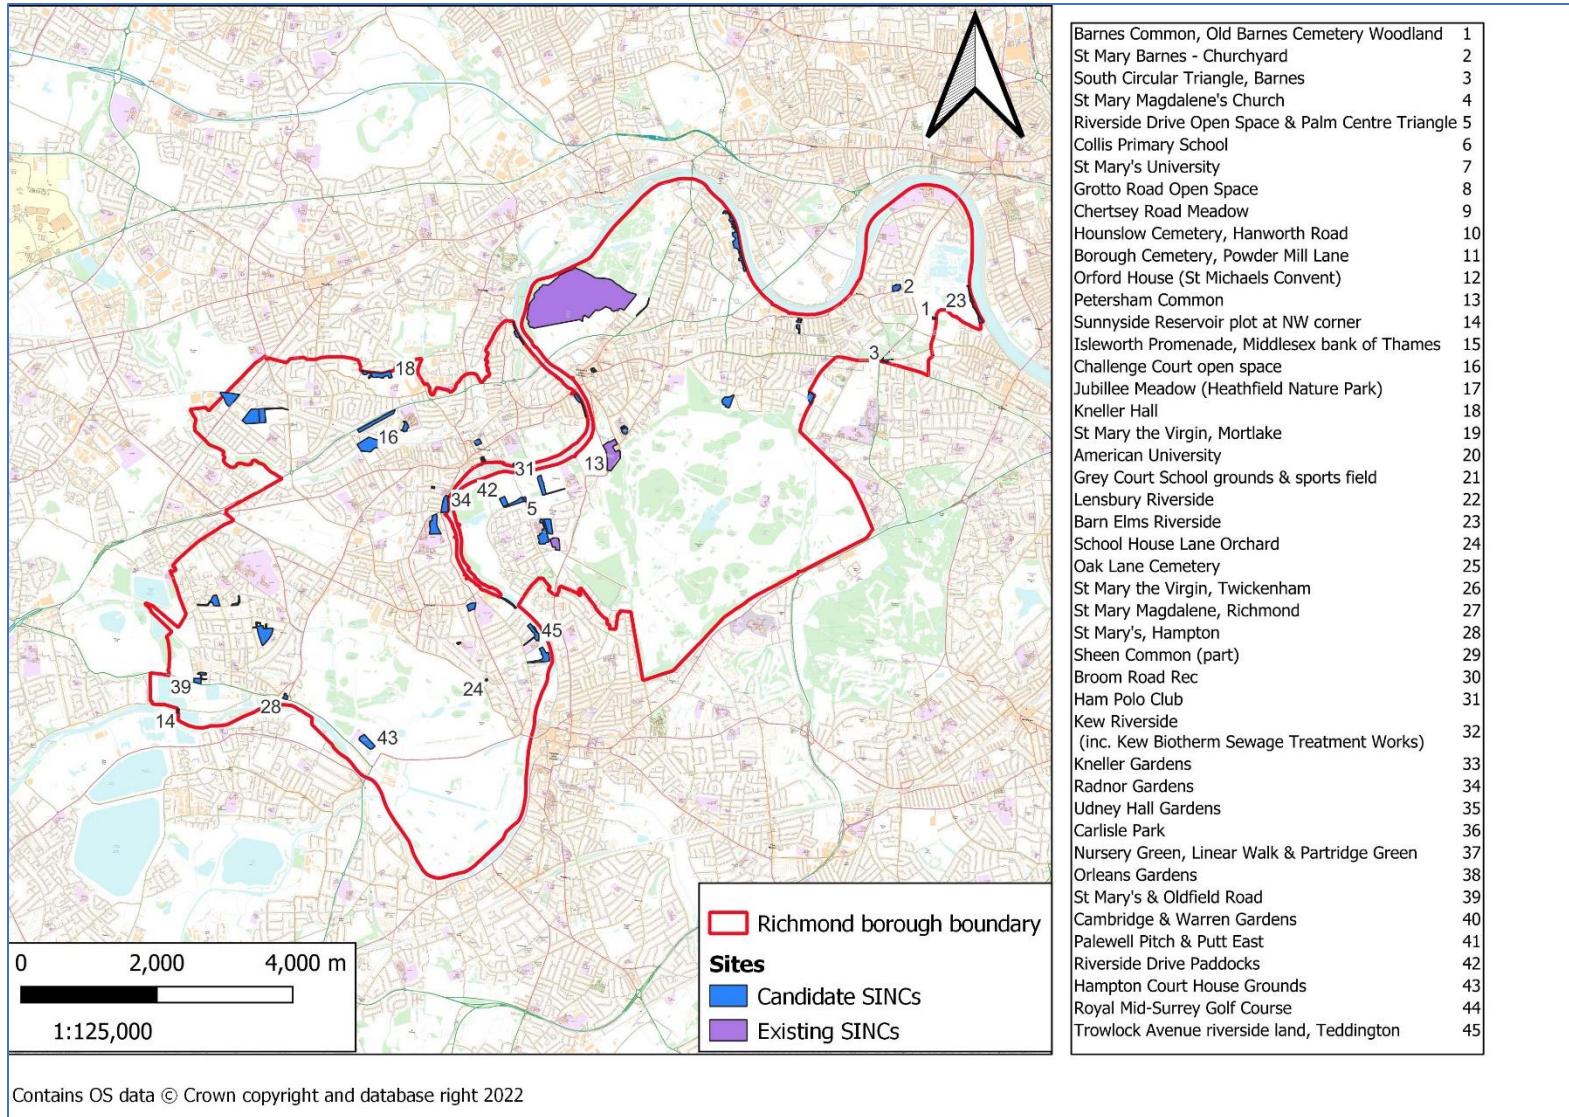 Barnes Common, Old Barnes Cemetery Woodland 1
St Mary Barnes - Churchyard 2
South Circular Triangle, Barnes 3
St Mary Magdalene's Church 4
Riverside Drive Open Space & Palm Centre Triangle 5
Collis Primary School 6
St Mary's University 7
Grotto Road Open Space 8
Chertsey Road Meadow 9
Hounslow Cemetery, Hanworth Road 10
Borough Cemetery, Powder Mill Lane 11
Orford House (St Michaels Convent) 12
Petersham Common 13
Sunnyside Reservoir plot at NW corner 14
Isleworth Promenade, Middlesex bank of Thames 15
Challenge Court open space 16
Jubillee Meadow (Heathfield Nature Park) 17
Kneller Hall 18
St Mary the Virgin, Mortlake 19
American University 20
Grey Court School grounds & sports field 21
Lensbury Riverside 22
Barn Elms Riverside 23
School House Lane Orchard 24
Oak Lane Cemetery 25
St Mary the Virgin, Twickenham 26
St Mary Magdalene, Richmond 27
St Mary's, Hampton 28
Sheen Common (part) 29
Broom Road Rec 30
Ham Polo Club 31
Kew Riverside
(inc. Kew Biotherm Sewage Treatment Works) 32
Kneller Gardens 33
Radnor Gardens 34
Udney Hall Gardens 35
Carlisle Park 36
Nursery Green, Linear Walk & Partridge Green 37
Orleans Gardens 38
St Mary's & Oldfield Road 39
Cambridge & Warren Gardens 40
Palewell Pitch & Putt East 41
Riverside Drive Paddocks 42
Hampton Court House Grounds 43
Royal Mid-Surrey Golf Course 44
Trowlock Avenue riverside land, Teddington 45
2
1
23
3
18
16
13
31
42
34
5
45
39
24
28
14
43
Richmond borough boundary
Sites
Candidate SINCs
Existing SINCs
0 2,000 4,000 m
1:125,000
Contains OS data © Crown copyright and database right 2022